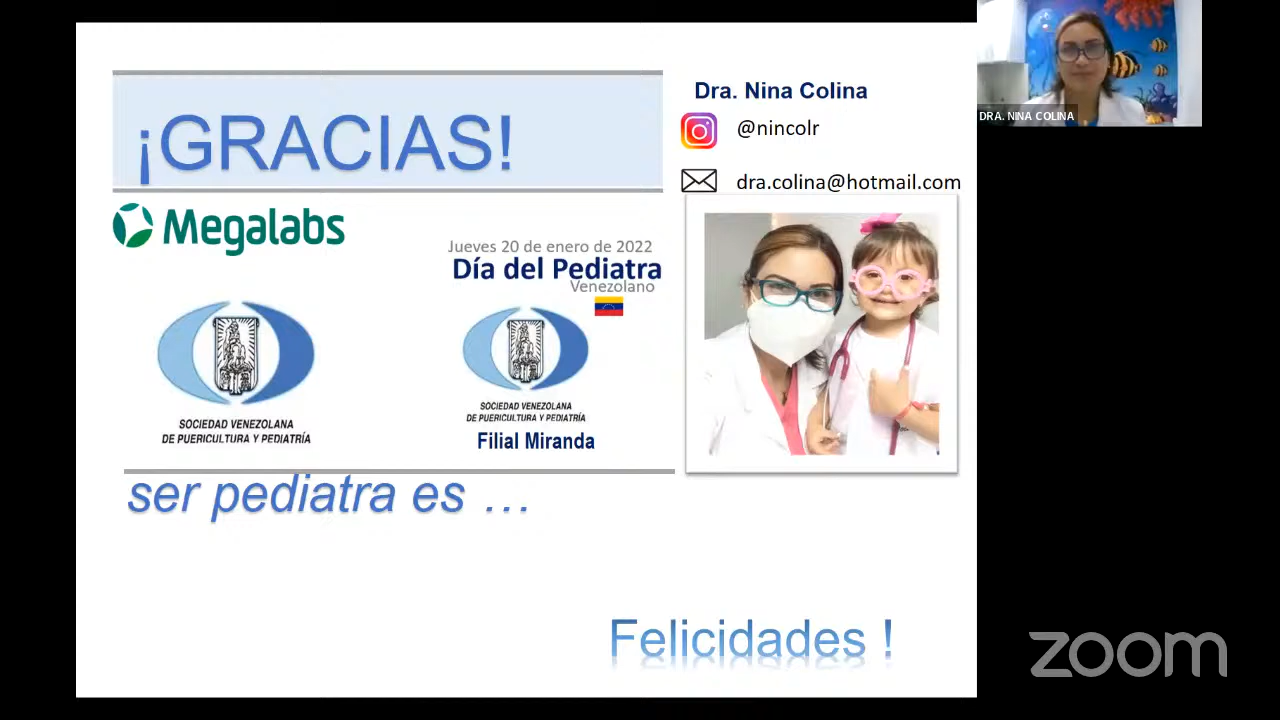 ¡GRACIAS!
Dra. Nina Colina
@nincolr
dra.colina@hotmail.com
DRA. NINA COLINA
Megalabs
Jueves 20 de enero de 2022
Día del Pediatra
Venezolano
SOCIEDAD VENEZOLANA
DE PUERICULTURA Y PEDIATRÍA
SOCIEDAD VENEZOLANA
DE PUERICULTURA Y PEDIATRÍA
Filial Miranda
ser pediatra es …
Felicidades !
zoom